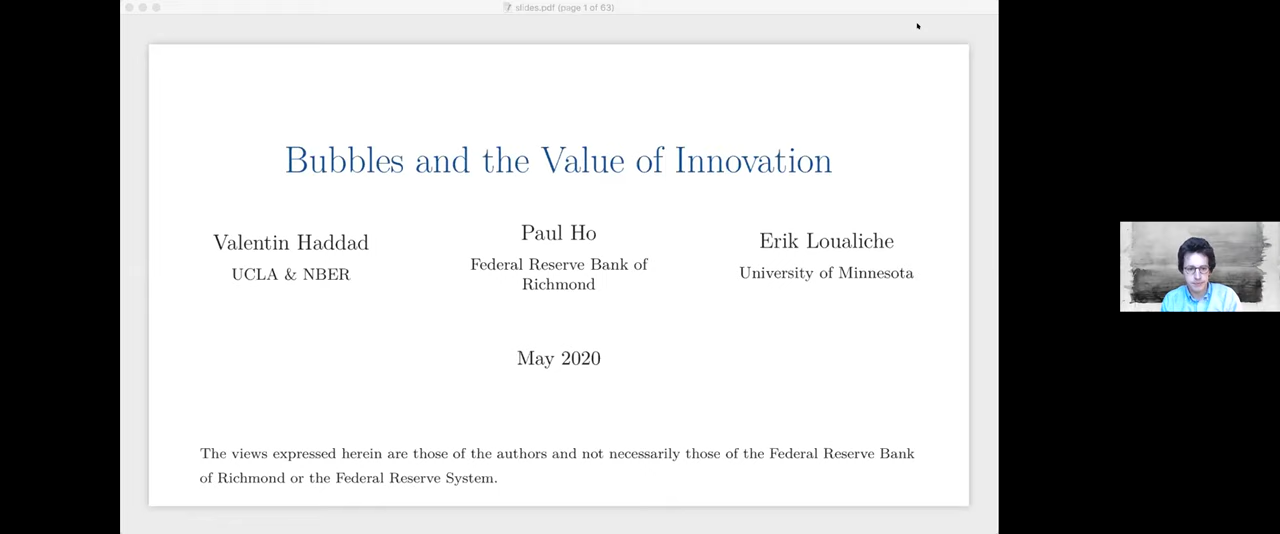 slides.pdf (page 1 of 63)
Bubbles and the Value of Innovation
Valentin Haddad
UCLA & NBER
Paul Ho
Federal Reserve Bank of
Richmond
Erik Loualiche
University of Minnesota
May 2020
The views expressed herein are those of the authors and not necessarily those of the Federal Reserve Bank
of Richmond or the Federal Reserve System.